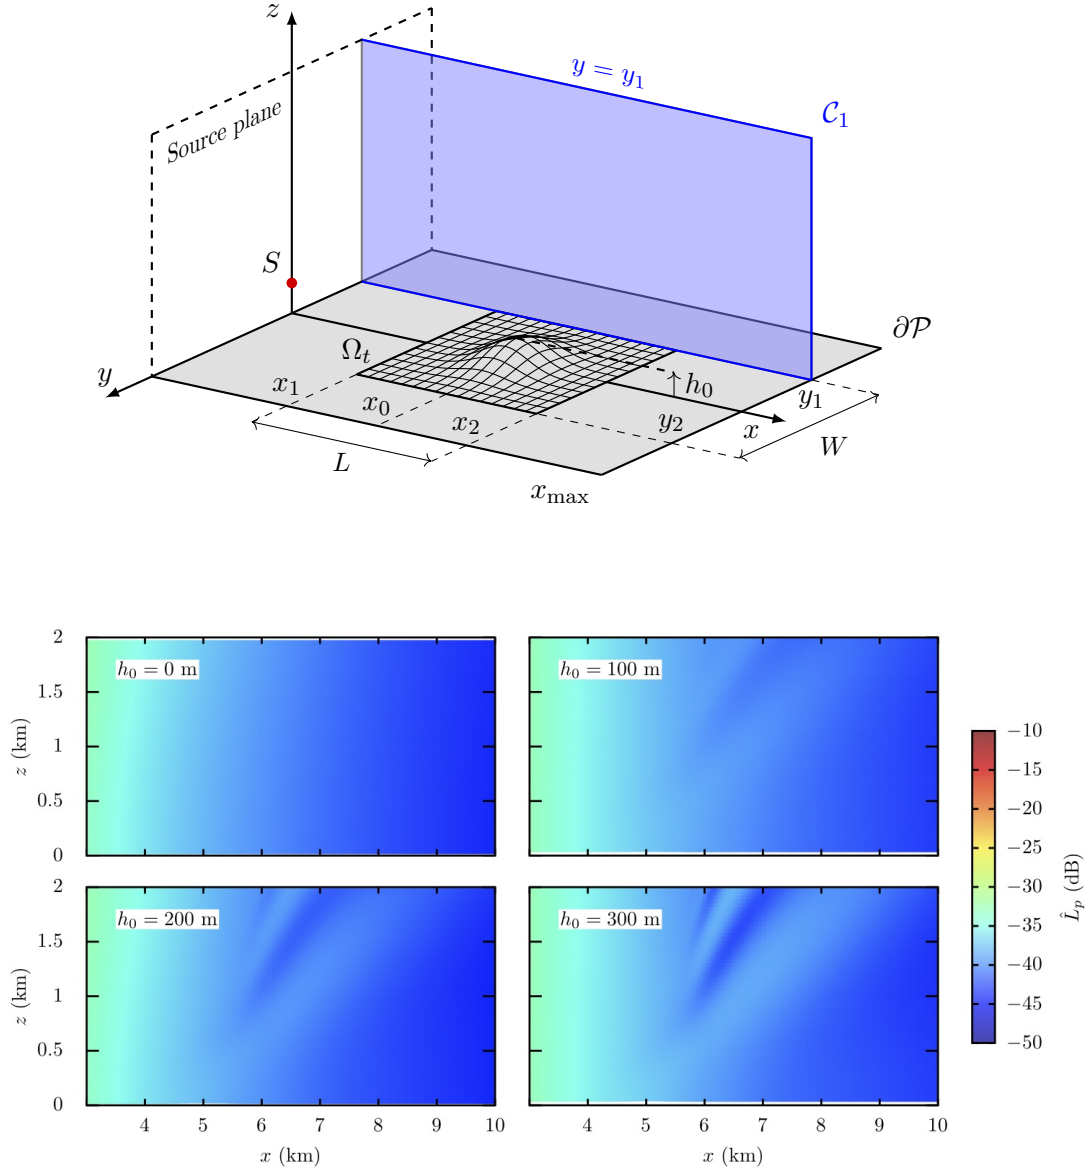 z
y = y₁
𝒞₁
Source plane
S
∂𝒫
Ωₜ
y
x₁
h₀
x₀
y₁
x₂
y₂
x
W
L
xₘₐₓ
2
1.5
1
0.5
0
z (km)
h₀ = 0 m
h₀ = 100 m
2
1.5
1
0.5
0
z (km)
h₀ = 200 m
h₀ = 300 m
4 5 6 7 8 9 10
x (km)
4 5 6 7 8 9 10
x (km)
−10
−15
−20
−25
−30
−35
−40
−45
−50
L̂ₚ (dB)